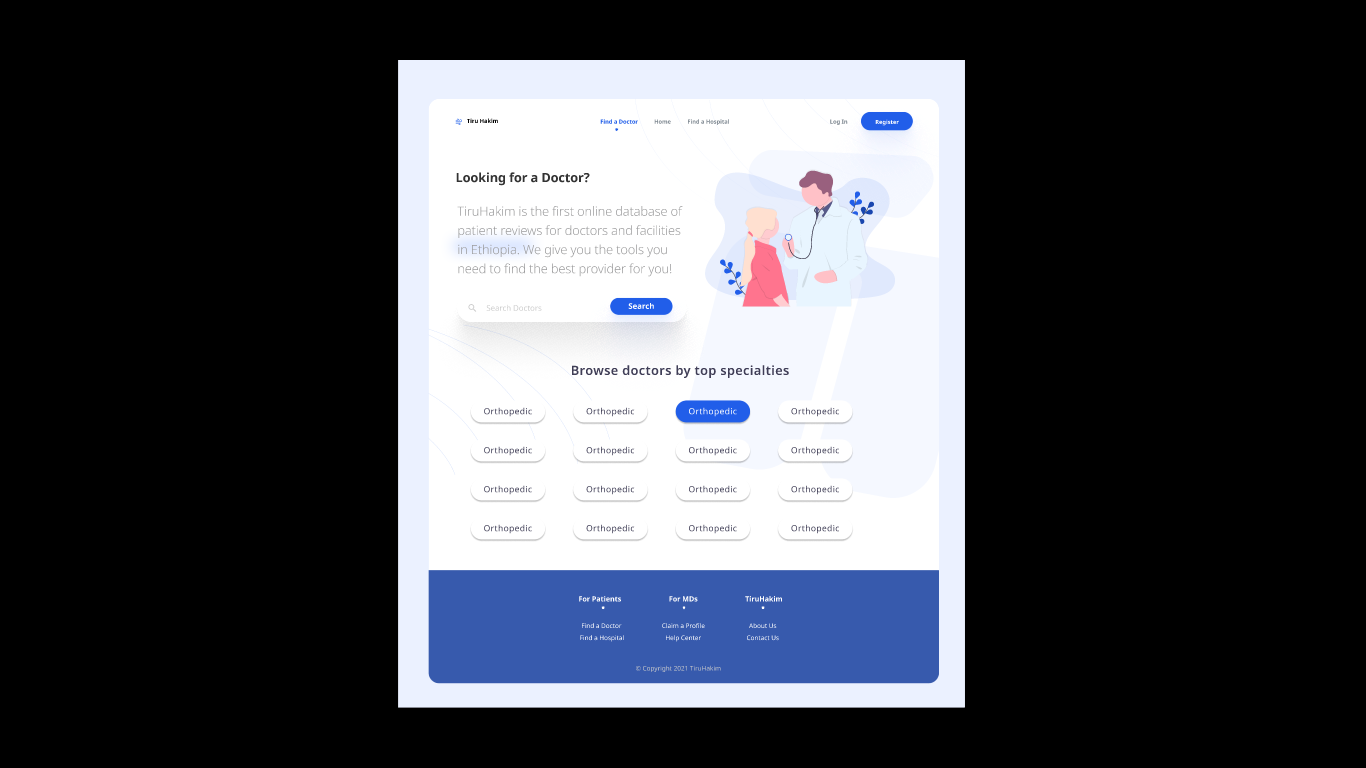 Tiru Hakim
Find a Doctor Home Find a Hospital
Log In Register
Looking for a Doctor?
TiruHakim is the first online database of
patient reviews for doctors and facilities
in Ethiopia. We give you the tools you
need to find the best provider for you!
Search Doctors Search
Browse doctors by top specialties
Orthopedic Orthopedic Orthopedic Orthopedic
Orthopedic Orthopedic Orthopedic Orthopedic
Orthopedic Orthopedic Orthopedic Orthopedic
Orthopedic Orthopedic Orthopedic Orthopedic
For Patients For MDs TiruHakim
Find a Doctor Claim a Profile About Us
Find a Hospital Help Center Contact Us
© Copyright 2021 TiruHakim